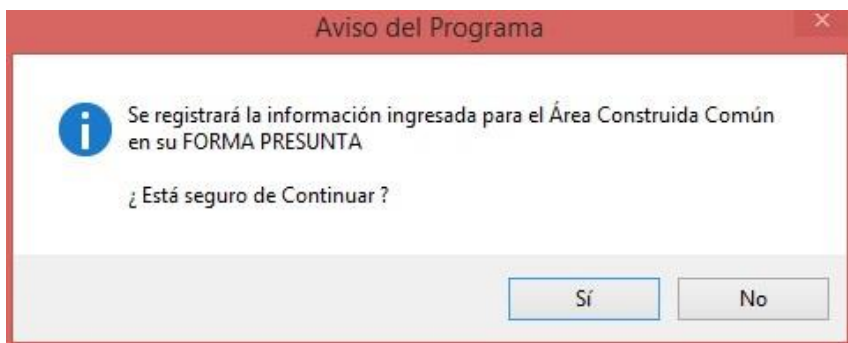 Aviso del Programa
Se registrará la información ingresada para el Área Construida Común
en su FORMA PRESUNTA
¿ Está seguro de Continuar ?
Sí
No